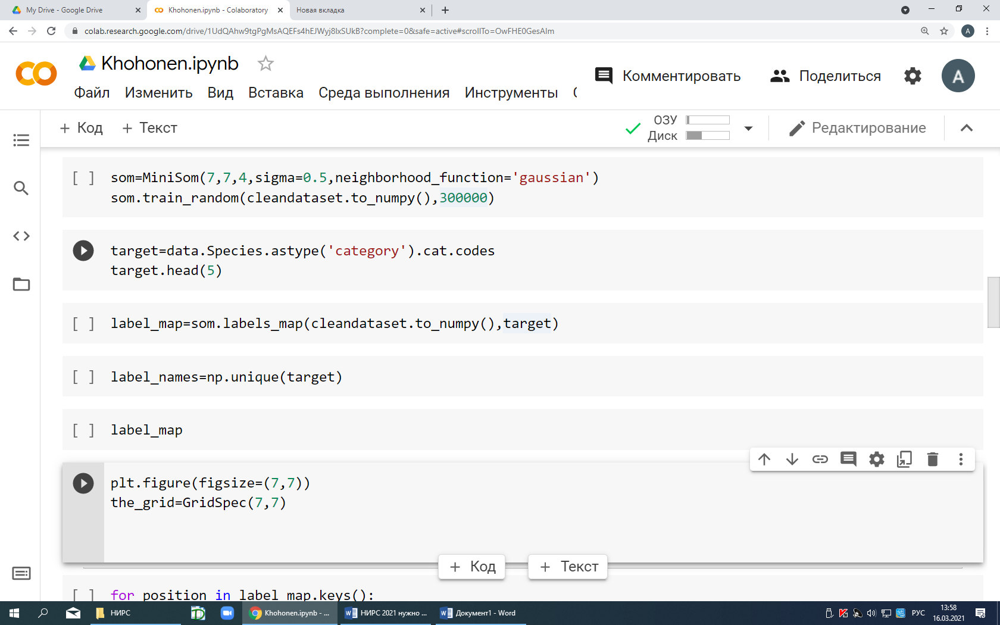 My Drive - Google Drive
Khohonen.ipynb - Colaboratory
Новая вкладка
colab.research.google.com/drive/1UdQAhw9tgPgMsAQEFs4hEJWyj8lxSUkB?complete=0&safe=active#scrollTo=OwFHE0GesAIm
A
Khohonen.ipynb
Комментировать
Поделиться
A
Файл Изменить Вид Вставка Среда выполнения Инструменты
+ Код + Текст
ОЗУ
Диск
Редактирование
[ ] som=MiniSom(7,7,4,sigma=0.5,neighborhood_function='gaussian')
som.train_random(cleandataset.to_numpy(),300000)
target=data.Species.astype('category').cat.codes
target.head(5)
[ ] label_map=som.labels_map(cleandataset.to_numpy(),target)
[ ] label_names=np.unique(target)
[ ] label_map
plt.figure(figsize=(7,7))
the_grid=GridSpec(7,7)
+ Код + Текст
[ ] for position in label_map.keys():
НИРС
Khohonen.ipynb - ...
НИРС 2021 нужно ...
Документ1 - Word
РУС
13:58
16.03.2021